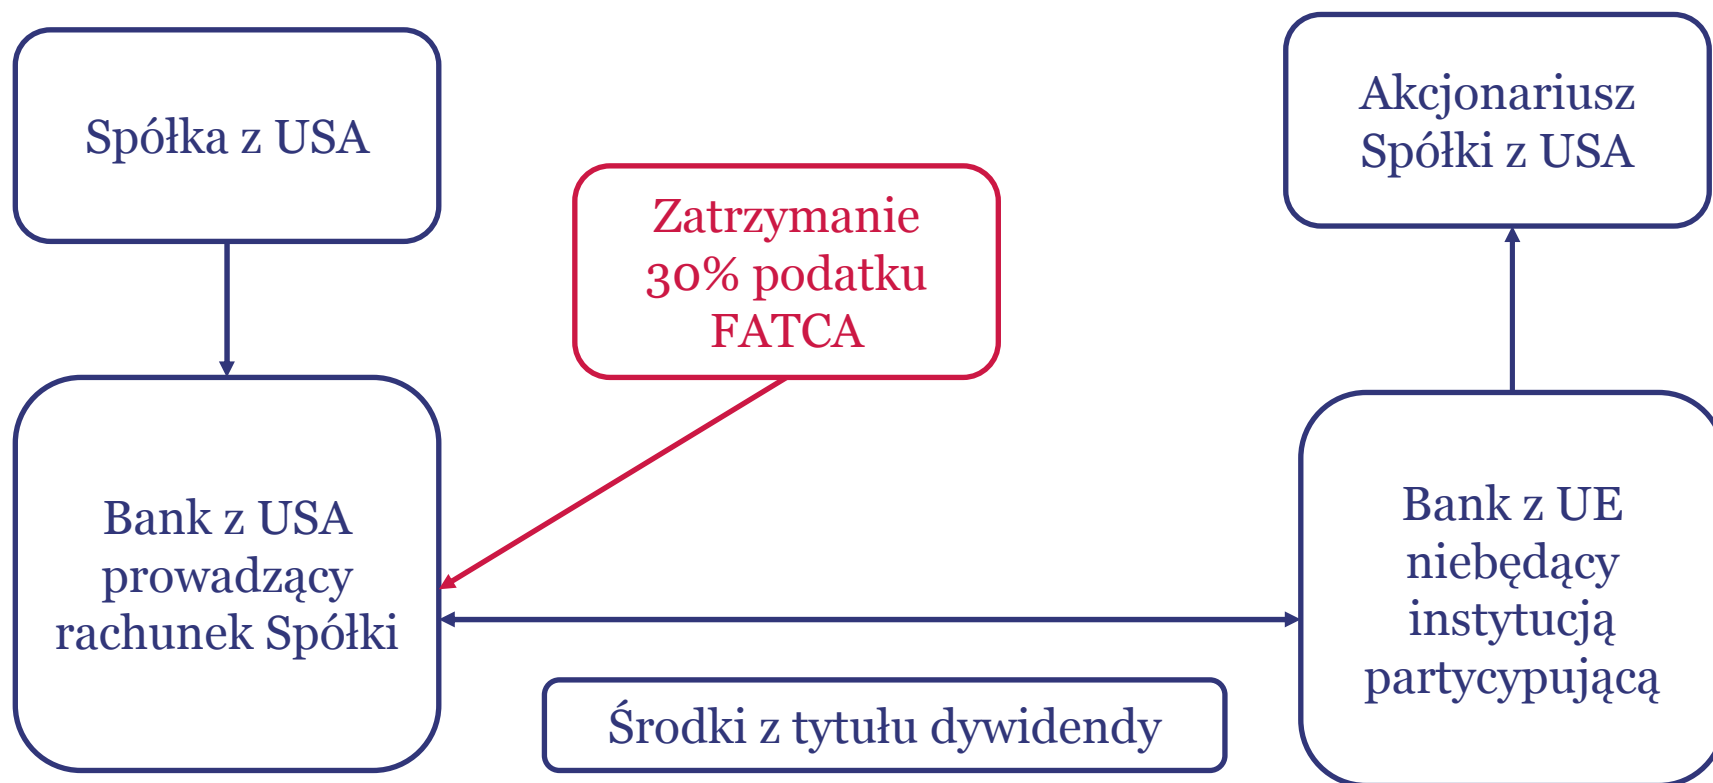 Spółka z USA
Akcjonariusz
Spółki z USA
Zatrzymanie
30% podatku
FATCA
Bank z USA
prowadzący
rachunek Spółki
Bank z UE
niebędący
instytucją
partycypującą
Środki z tytułu dywidendy